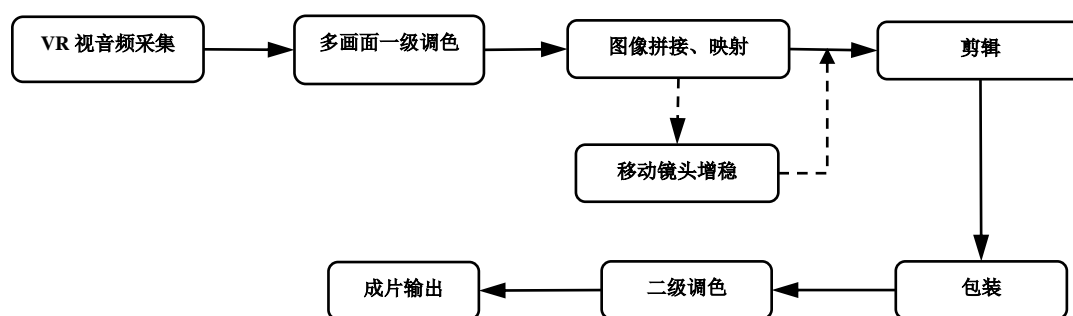 VR 视音频采集
多画面一级调色
图像拼接、映射
剪辑
移动镜头增稳
包装
二级调色
成片输出